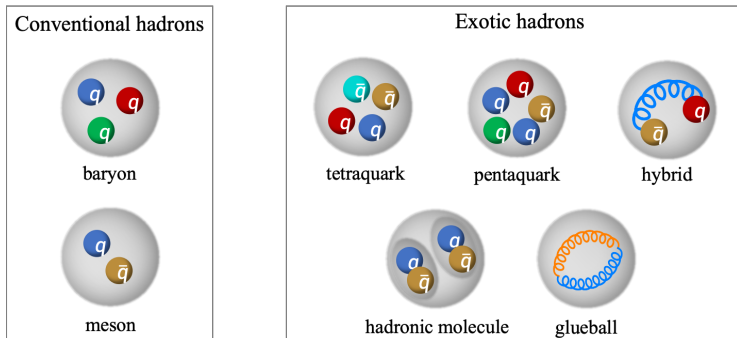 Conventional hadrons
q q q
baryon
q q̄
meson
Exotic hadrons
q̄ q̄ q q
tetraquark
q q q̄ q q
pentaquark
q q̄
hybrid
q q q̄ q̄
hadronic molecule
glueball